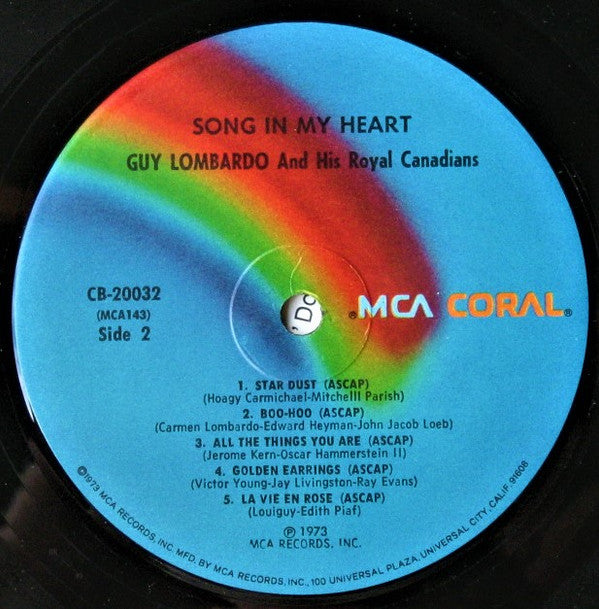 SONG IN MY HEART
GUY LOMBARDO And His Royal Canadians
CB-20032
(MCA143)
Side 2
®MCA CORAL®
'Do
1. STAR DUST (ASCAP)
(Hoagy Carmichael-Mitchelll Parish)
2. BOO-HOO (ASCAP)
(Carmen Lombardo-Edward Heyman-John Jacob Loeb)
3. ALL THE THINGS YOU ARE (ASCAP)
(Jerome Kern-Oscar Hammerstein II)
4. GOLDEN EARRINGS (ASCAP)
(Victor Young-Jay Livingston-Ray Evans)
5. LA VIE EN ROSE (ASCAP)
(Louiguy-Edith Piaf)
℗ 1973
MCA RECORDS, INC.
©1973 MCA RECORDS, INC. MFD. BY MCA RECORDS, INC., 100 UNIVERSAL PLAZA, UNIVERSAL CITY, CALIF. 91608